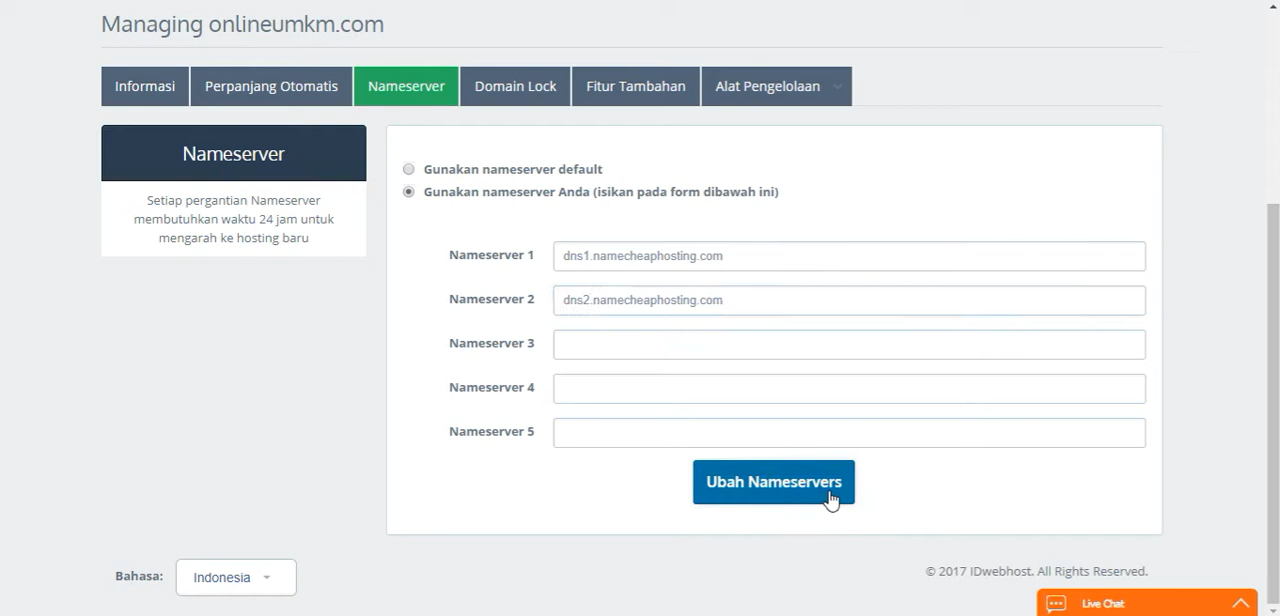 Managing onlineumkm.com
Informasi
Perpanjang Otomatis
Nameserver
Domain Lock
Fitur Tambahan
Alat Pengelolaan
Nameserver
Setiap pergantian Nameserver
membutuhkan waktu 24 jam untuk
mengarah ke hosting baru
Gunakan nameserver default
Gunakan nameserver Anda (isikan pada form dibawah ini)
Nameserver 1 dns1.namecheaphosting.com
Nameserver 2 dns2.namecheaphosting.com
Nameserver 3
Nameserver 4
Nameserver 5
Ubah Nameservers
Bahasa: Indonesia
© 2017 IDwebhost. All Rights Reserved.
Live Chat